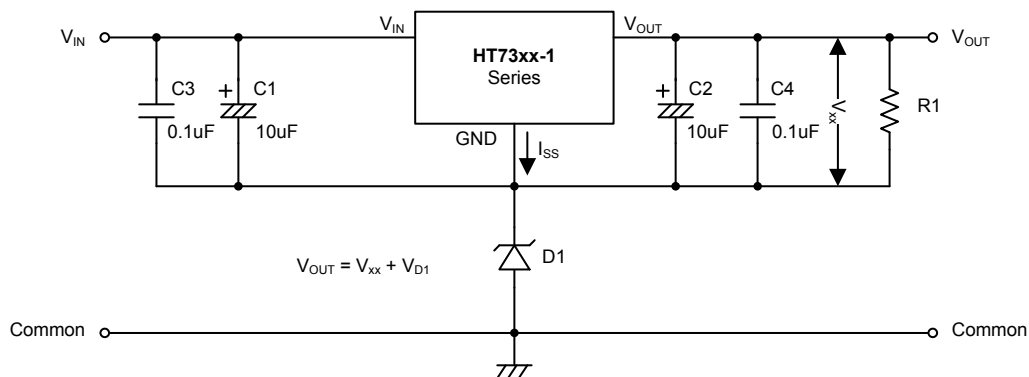 V_IN
V_IN
HT73xx-1
Series
V_OUT
V_OUT
C3
0.1uF
+
C1
10uF
GND
I_SS
+
C2
10uF
C4
0.1uF
V_xx
R1
V_OUT = V_xx + V_D1
D1
Common
Common